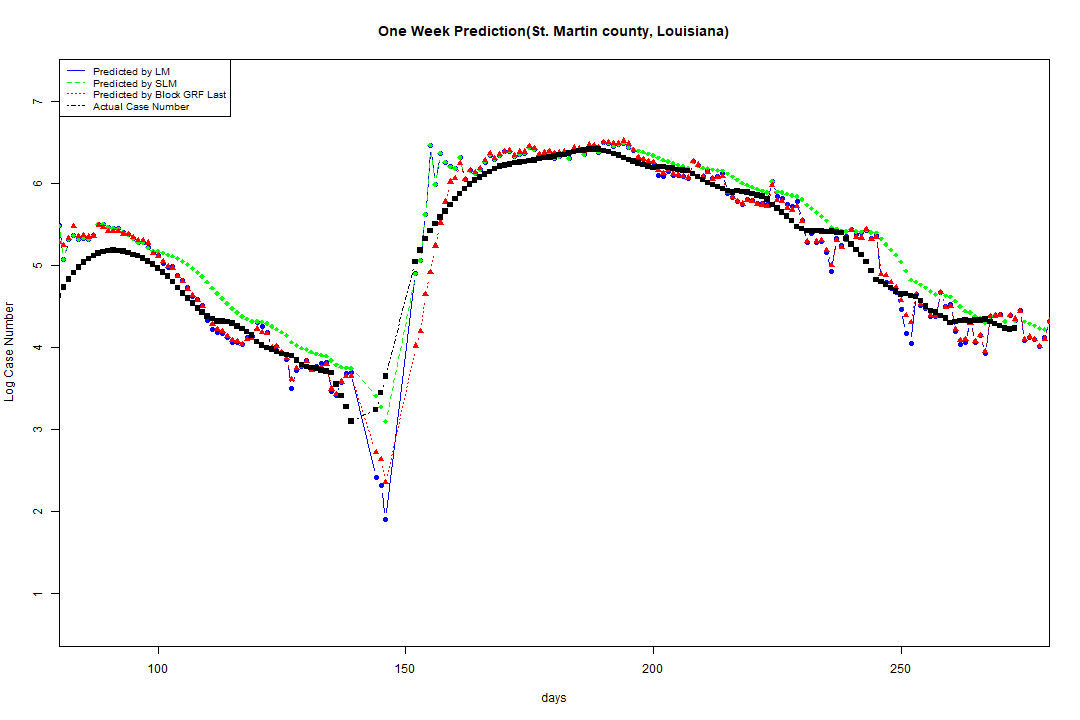 One Week Prediction(St. Martin county, Louisiana)
Predicted by LM
Predicted by SLM
Predicted by Block GRF Last
Actual Case Number
7
6
5
4
3
2
1
Log Case Number
100 150 200 250
days